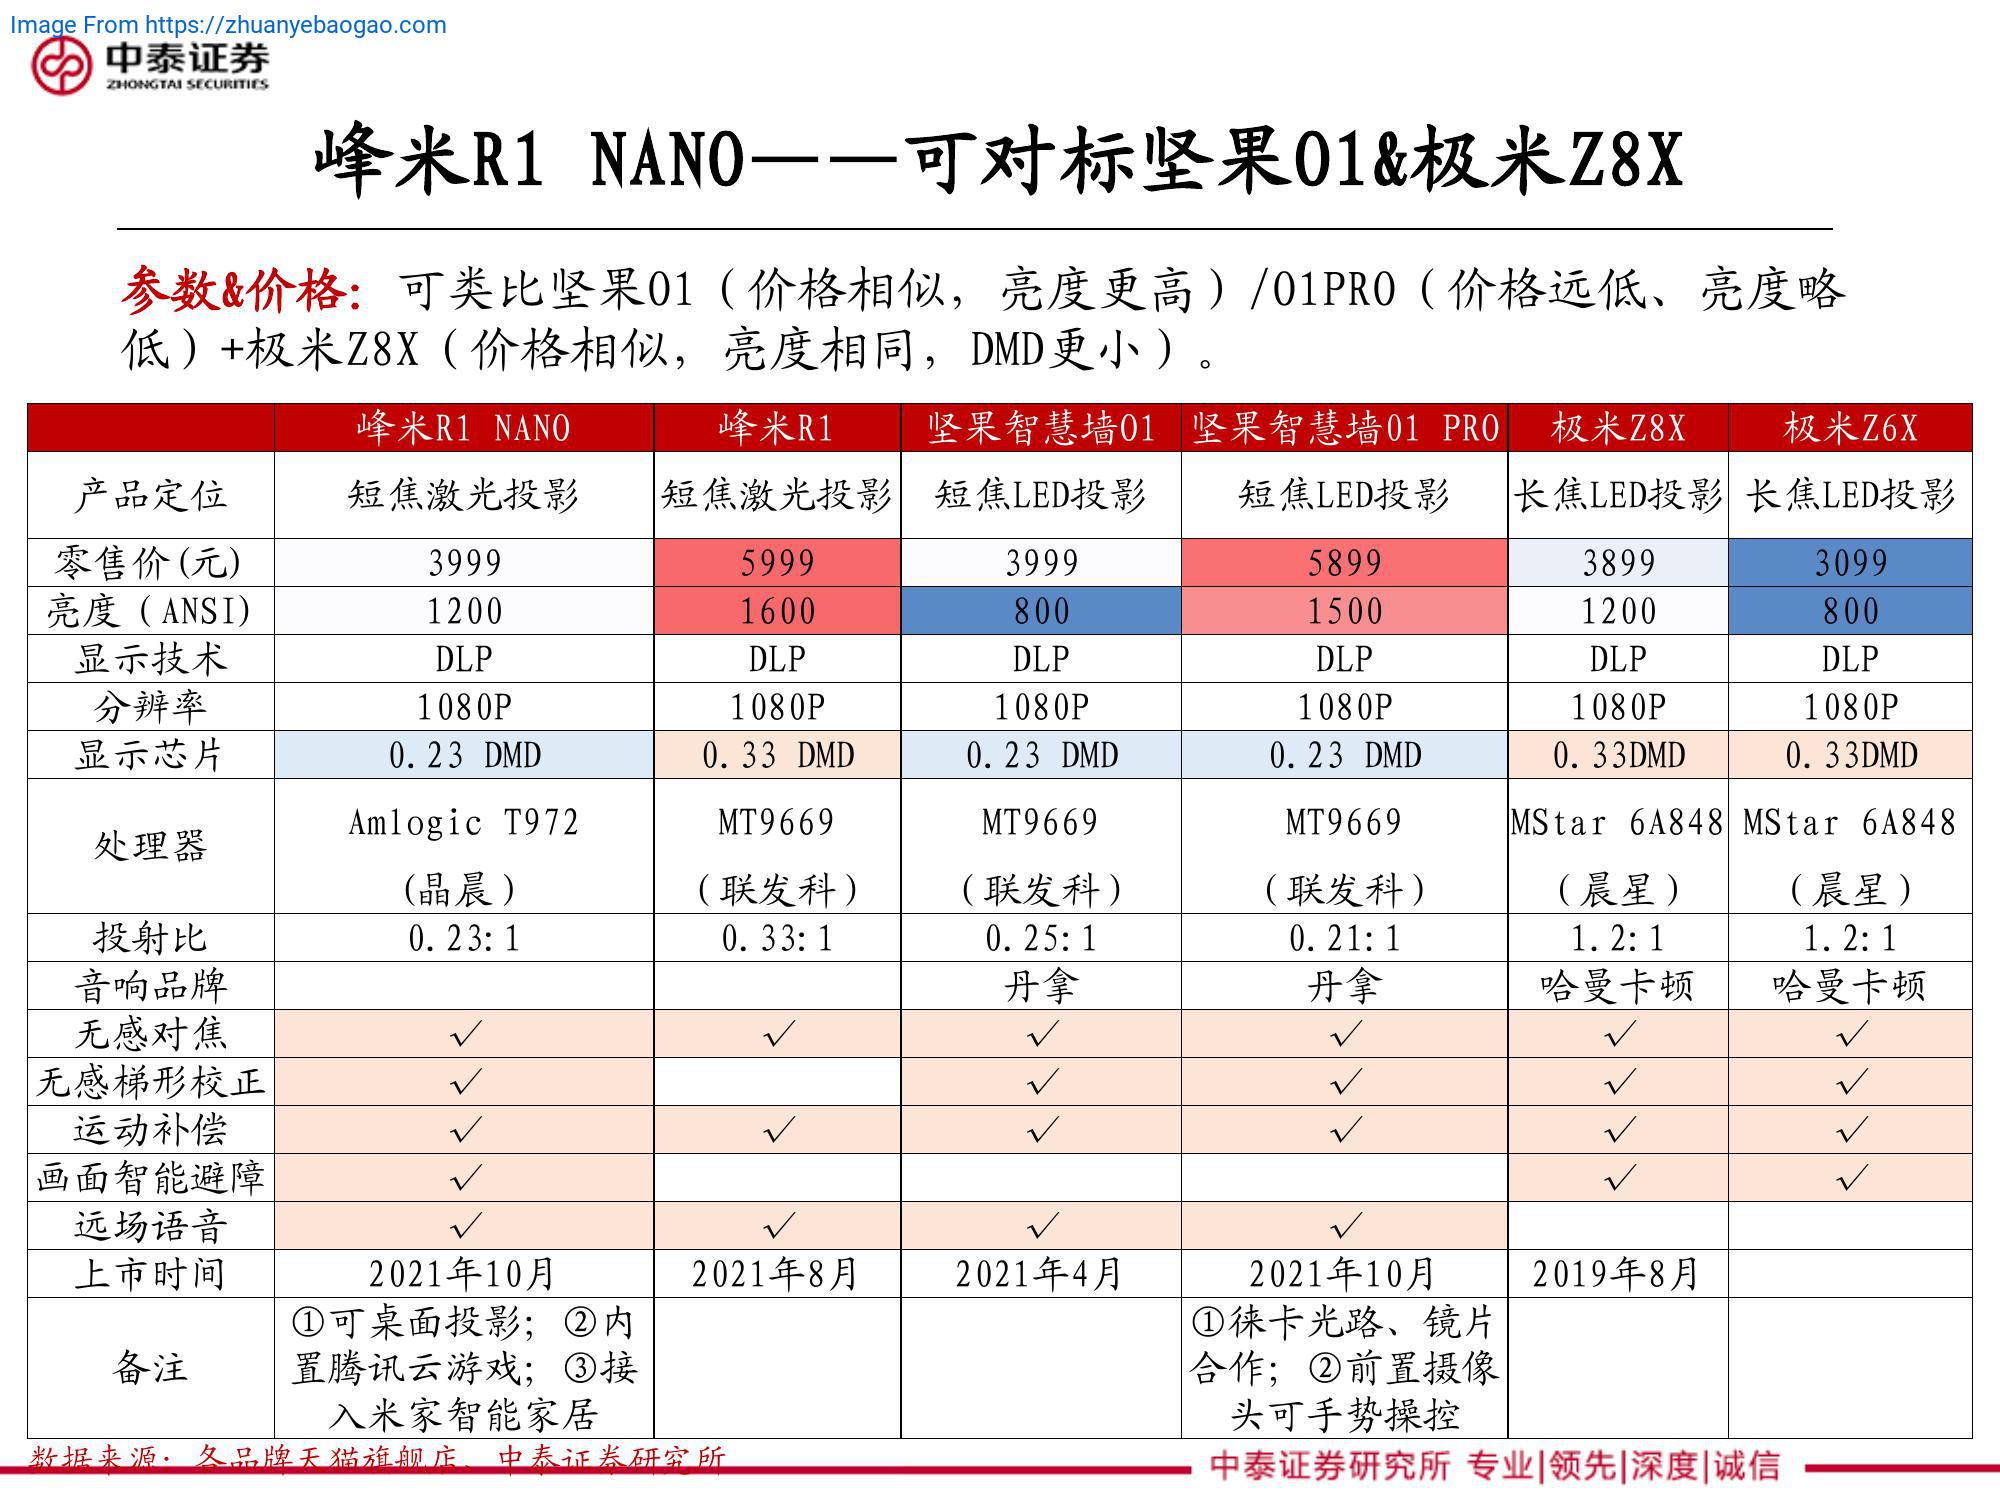 Image From https://zhuanyebaogao.com
中泰证券
ZHONGTAI SECURITIES
峰米R1 NANO——可对标坚果O1&极米Z8X
参数&价格：可类比坚果O1（价格相似，亮度更高）/O1PRO（价格远低、亮度略
低）+极米Z8X（价格相似，亮度相同，DMD更小）。
峰米R1 NANO 峰米R1 坚果智慧墙O1 坚果智慧墙O1 PRO 极米Z8X 极米Z6X
产品定位 短焦激光投影 短焦激光投影 短焦LED投影 短焦LED投影 长焦LED投影 长焦LED投影
零售价(元) 3999 5999 3999 5899 3899 3099
亮度（ANSI) 1200 1600 800 1500 1200 800
显示技术 DLP DLP DLP DLP DLP DLP
分辨率 1080P 1080P 1080P 1080P 1080P 1080P
显示芯片 0.23 DMD 0.33 DMD 0.23 DMD 0.23 DMD 0.33DMD 0.33DMD
处理器 Amlogic T972 MT9669 MT9669 MT9669 MStar 6A848 MStar 6A848
(晶晨） （联发科） （联发科） （联发科） （晨星） （晨星）
投射比 0.23:1 0.33:1 0.25:1 0.21:1 1.2:1 1.2:1
音响品牌 丹拿 丹拿 哈曼卡顿 哈曼卡顿
无感对焦 √ √ √ √ √ √
无感梯形校正 √ √ √ √ √
运动补偿 √ √ √ √ √ √
画面智能避障 √ √ √
远场语音 √ √ √ √
上市时间 2021年10月 2021年8月 2021年4月 2021年10月 2019年8月
备注
①可桌面投影；②内
置腾讯云游戏；③接
入米家智能家居
①徕卡光路、镜片
合作；②前置摄像
头可手势操控
数据来源：各品牌天猫旗舰店、中泰证券研究所
中泰证券研究所 专业|领先|深度|诚信